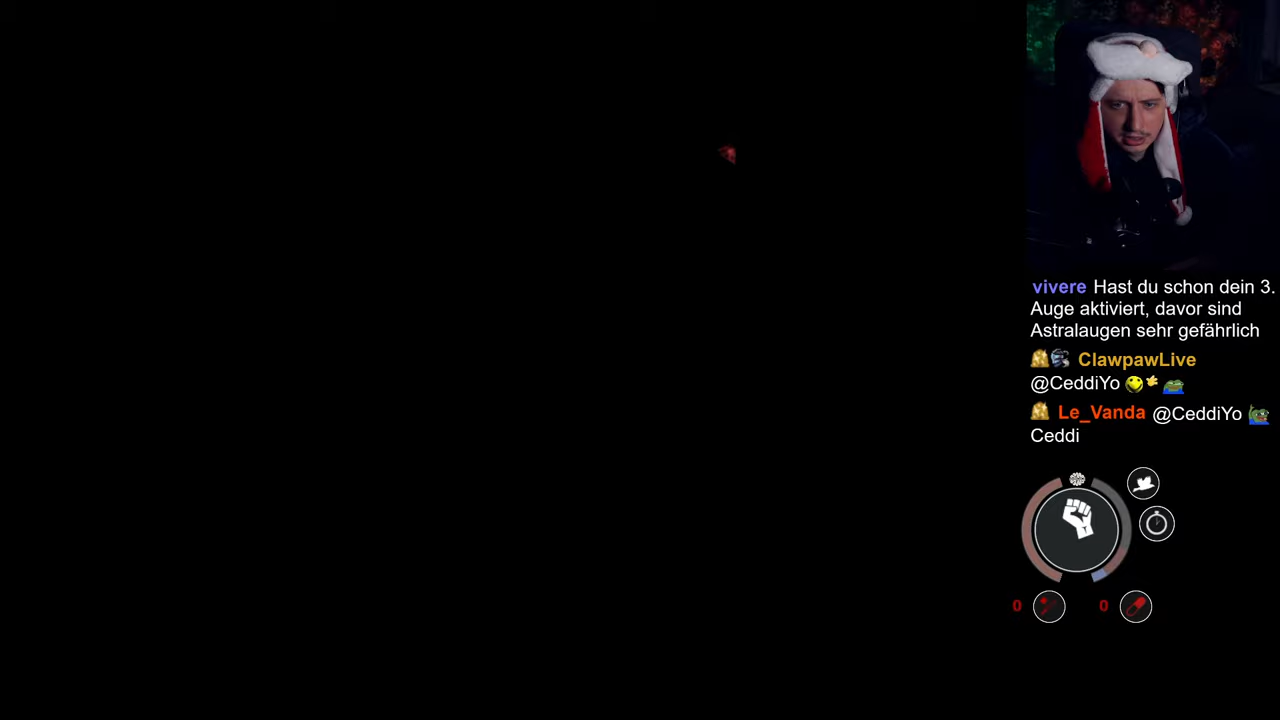 vivere Hast du schon dein 3.
Auge aktiviert, davor sind
Astralaugen sehr gefährlich
ClawpawLive
@CeddiYo
Le_Vanda @CeddiYo
Ceddi
0 0